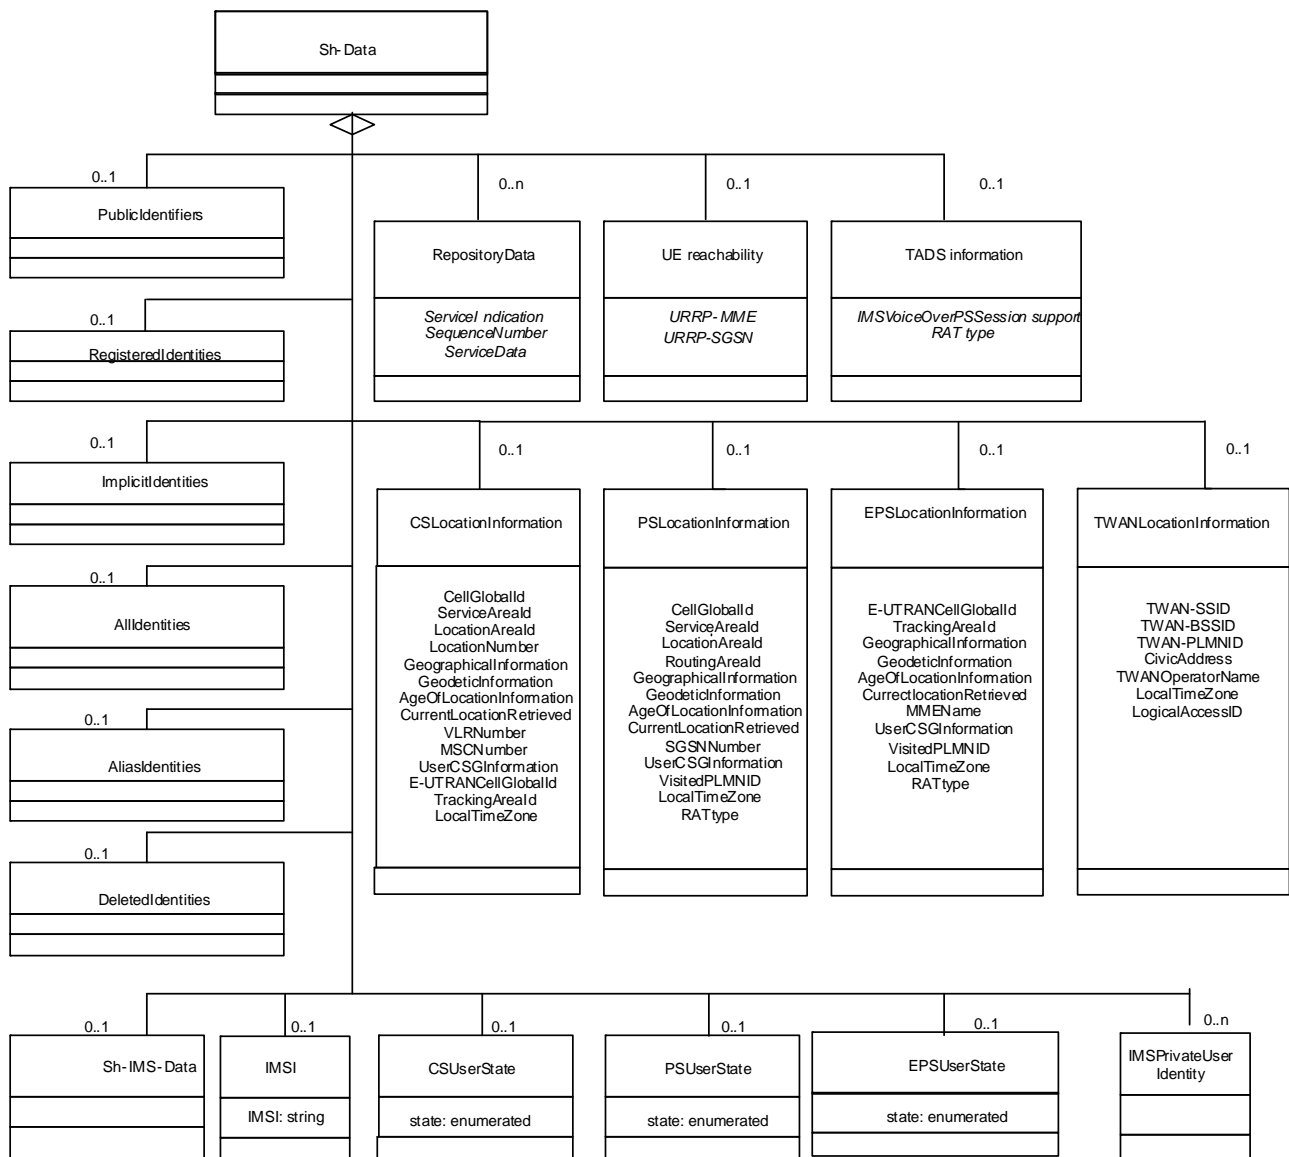 Sh-Data
0..1
PublicIdentifiers
0..n
RepositoryData
ServiceIndication
SequenceNumber
ServiceData
0..1
UE reachability
URRP-MME
URRP-SGSN
0..1
TADS information
IMSVoiceOverPSSession support
RAT type
0..1
RegisteredIdentities
0..1
ImplicitIdentities
0..1
CSLocationInformation
CellGlobalId
ServiceAreaId
LocationAreaId
LocationNumber
GeographicalInformation
GeodeticInformation
AgeOfLocationInformation
CurrentLocationRetrieved
VLRNumber
MSCNumber
UserCSGInformation
E-UTRANCellGlobalId
TrackingAreaId
LocalTimeZone
0..1
PSLocationInformation
CellGlobalId
ServiceAreaId
LocationAreaId
RoutingAreaId
GeographicalInformation
GeodeticInformation
AgeOfLocationInformation
CurrentLocationRetrieved
SGSNNumber
UserCSGInformation
VisitedPLMNID
LocalTimeZone
RATtype
0..1
EPSLocationInformation
E-UTRANCellGlobalId
TrackingAreaId
GeographicalInformation
GeodeticInformation
AgeOfLocationInformation
CurrectlocationRetrieved
MMEName
UserCSGInformation
VisitedPLMNID
LocalTimeZone
RATtype
0..1
TWANLocationInformation
TWAN-SSID
TWAN-BSSID
TWAN-PLMNID
CivicAddress
TWANOperatorName
LocalTimeZone
LogicalAccessID
0..1
AllIdentities
0..1
AliasIdentities
0..1
DeletedIdentities
0..1
Sh-IMS-Data
0..1
IMSI
IMSI: string
0..1
CSUserState
state: enumerated
0..1
PSUserState
state: enumerated
0..1
EPSUserState
state: enumerated
0..n
IMSPrivateUser
Identity